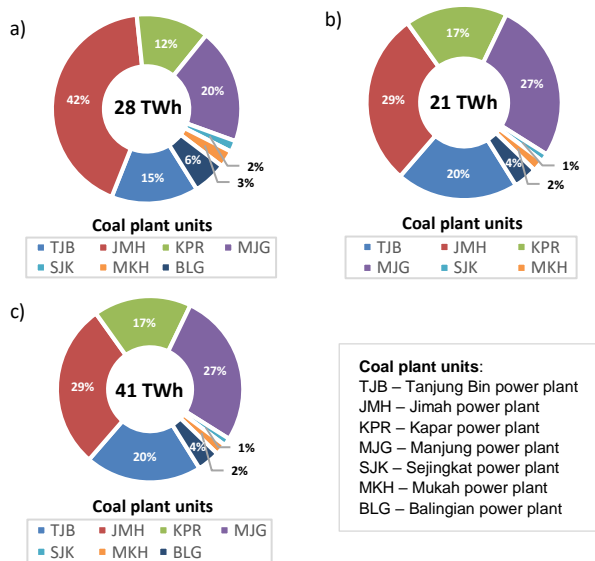 a)
12%
42%
20%
28 TWh
2%
6%
3%
15%
Coal plant units
TJB JMH KPR MJG
SJK MKH BLG
b)
17%
29%
27%
21 TWh
1%
4%
20%
2%
Coal plant units
TJB JMH KPR
MJG SJK MKH
c)
17%
29%
27%
41 TWh
1%
4%
20%
2%
Coal plant units
TJB JMH KPR MJG
SJK MKH BLG
Coal plant units:
TJB – Tanjung Bin power plant
JMH – Jimah power plant
KPR – Kapar power plant
MJG – Manjung power plant
SJK – Sejingkat power plant
MKH – Mukah power plant
BLG – Balingian power plant